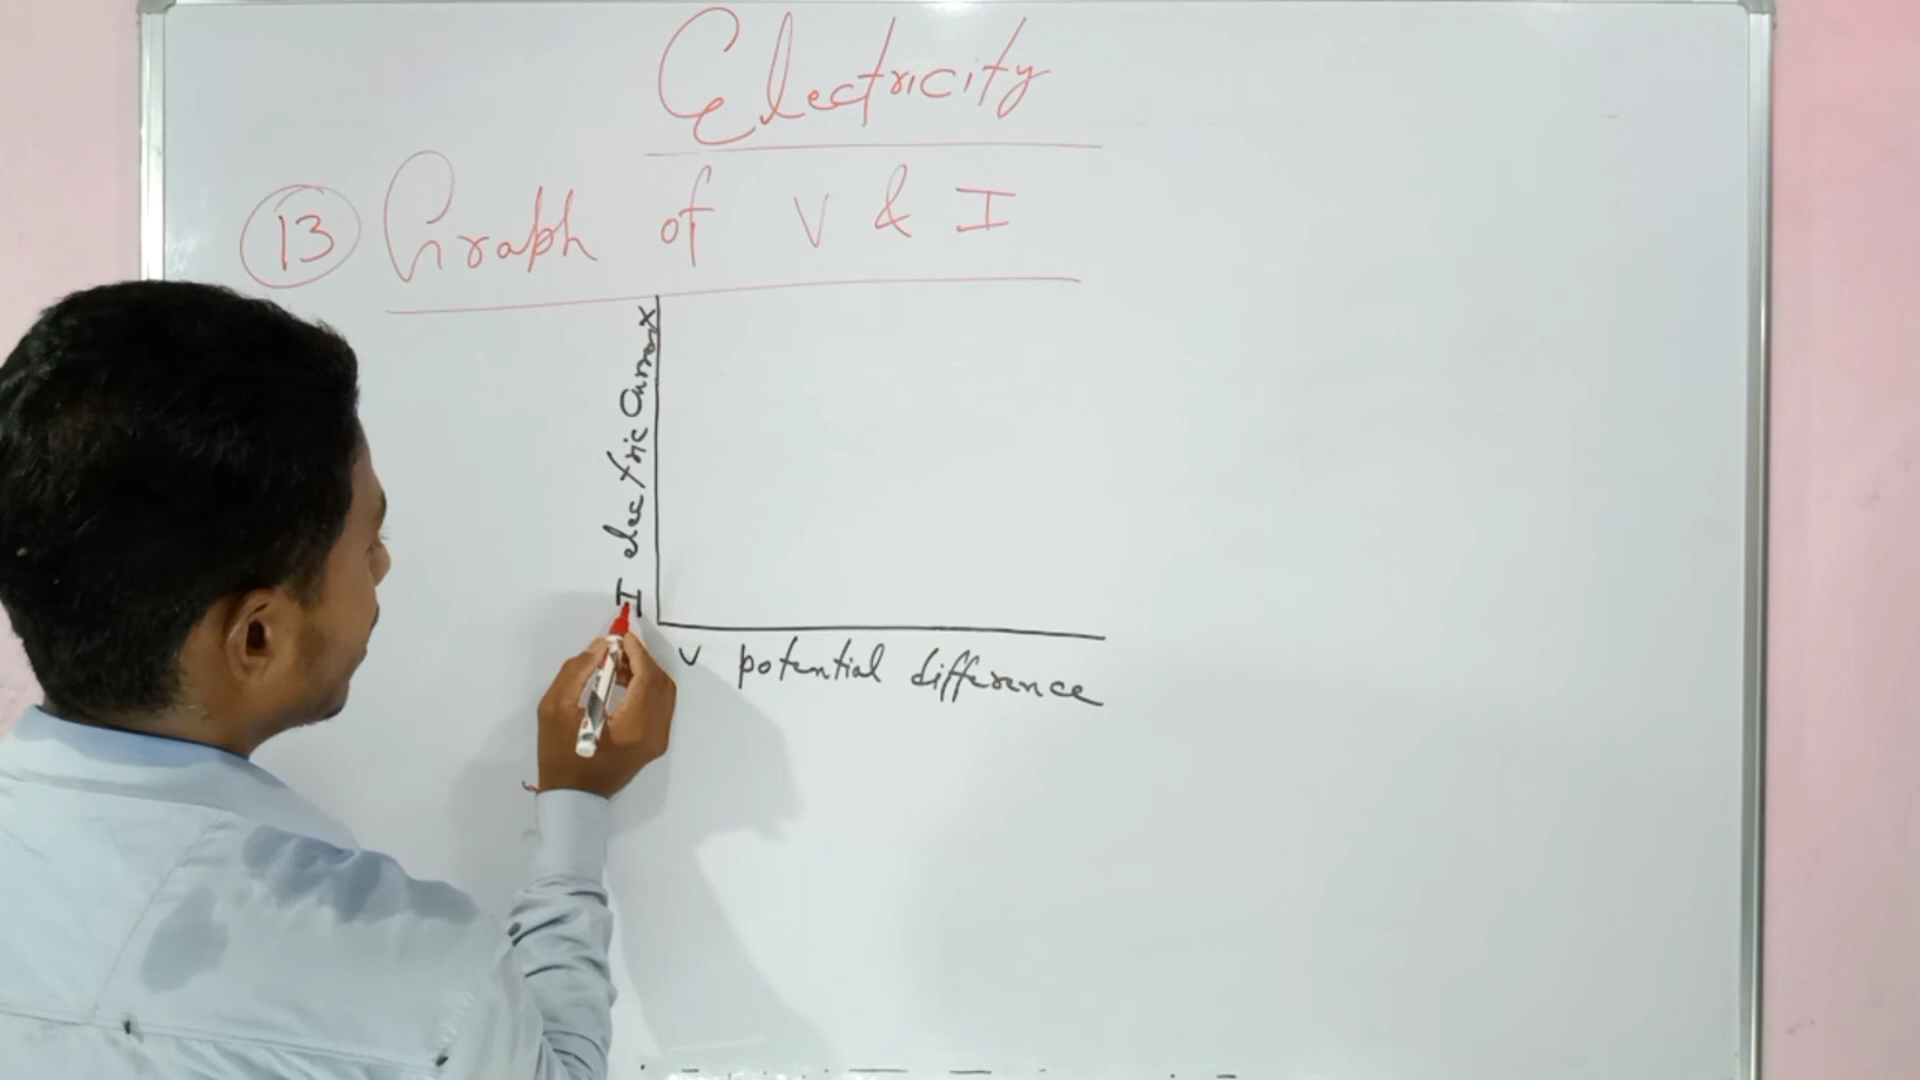 Electricity
13 Graph of V & I
I electric Current
V potential difference